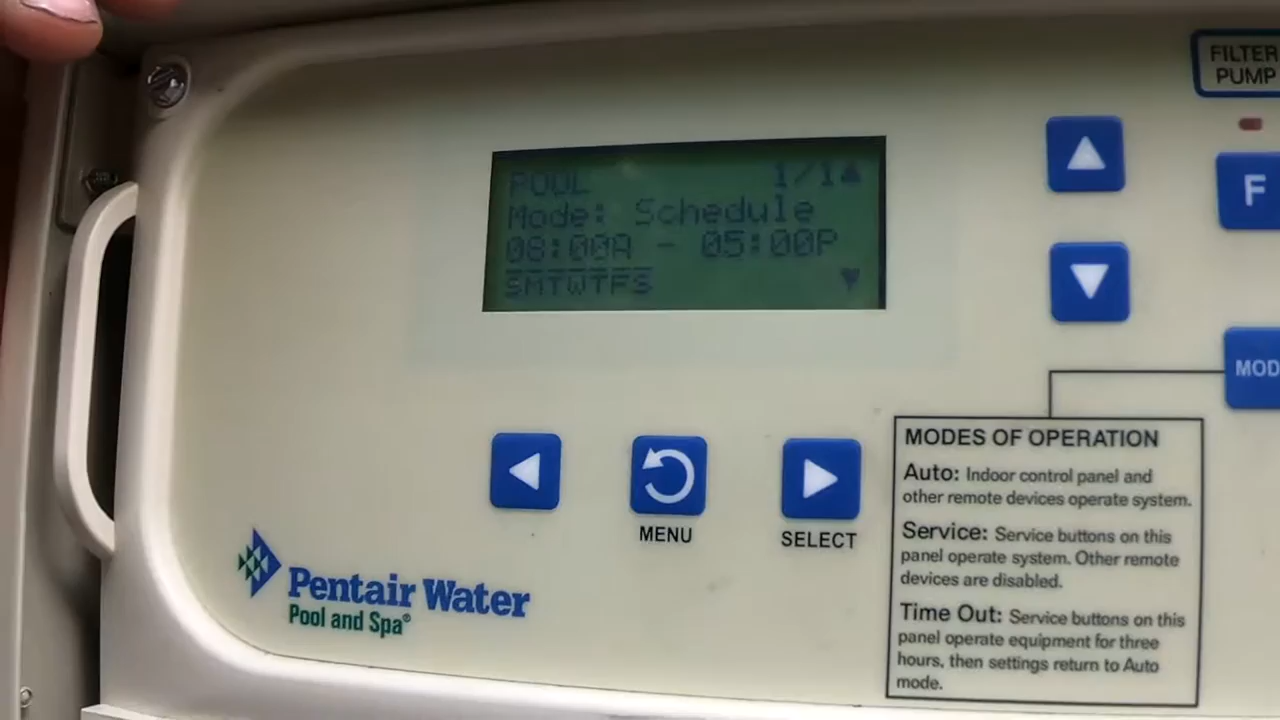 FILTER
PUMP
POOL 1/1▲
Mode: Schedule
08:00A - 05:00P
SMTWTFS ▼
F
MOD
MODES OF OPERATION
Auto: Indoor control panel and
other remote devices operate system.
Service: Service buttons on this
panel operate system. Other remote
devices are disabled.
Time Out: Service buttons on this
panel operate equipment for three
hours, then settings return to Auto
mode.
MENU
SELECT
Pentair Water
Pool and Spa®